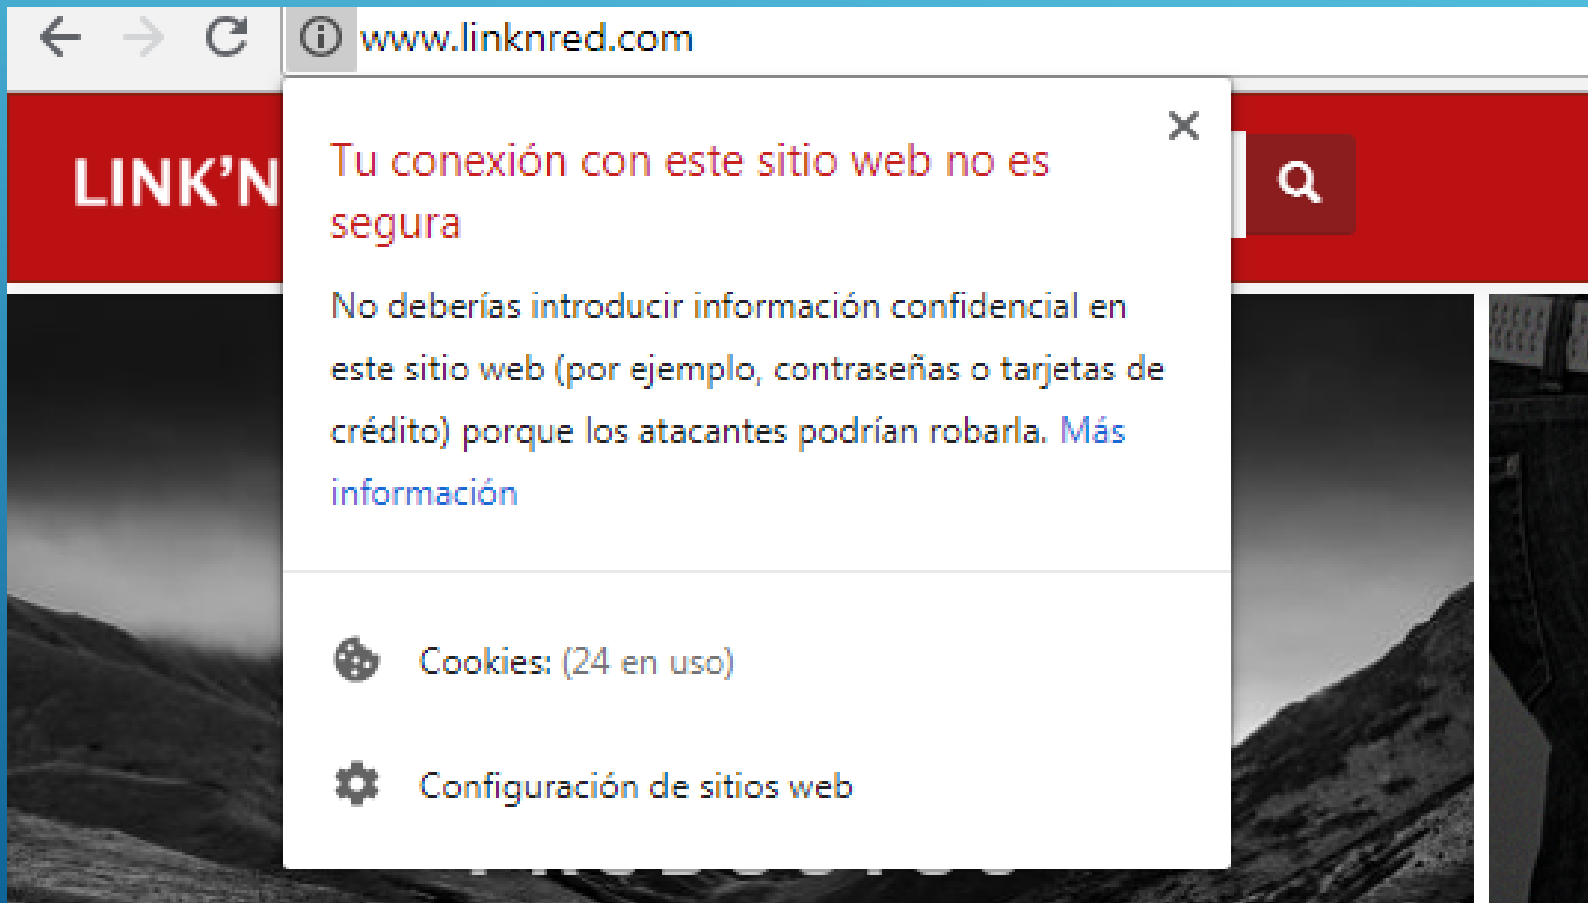 www.linknred.com
LINK’N
Tu conexión con este sitio web no es
segura
No deberías introducir información confidencial en
este sitio web (por ejemplo, contraseñas o tarjetas de
crédito) porque los atacantes podrían robarla. Más
información
Cookies: (24 en uso)
Configuración de sitios web